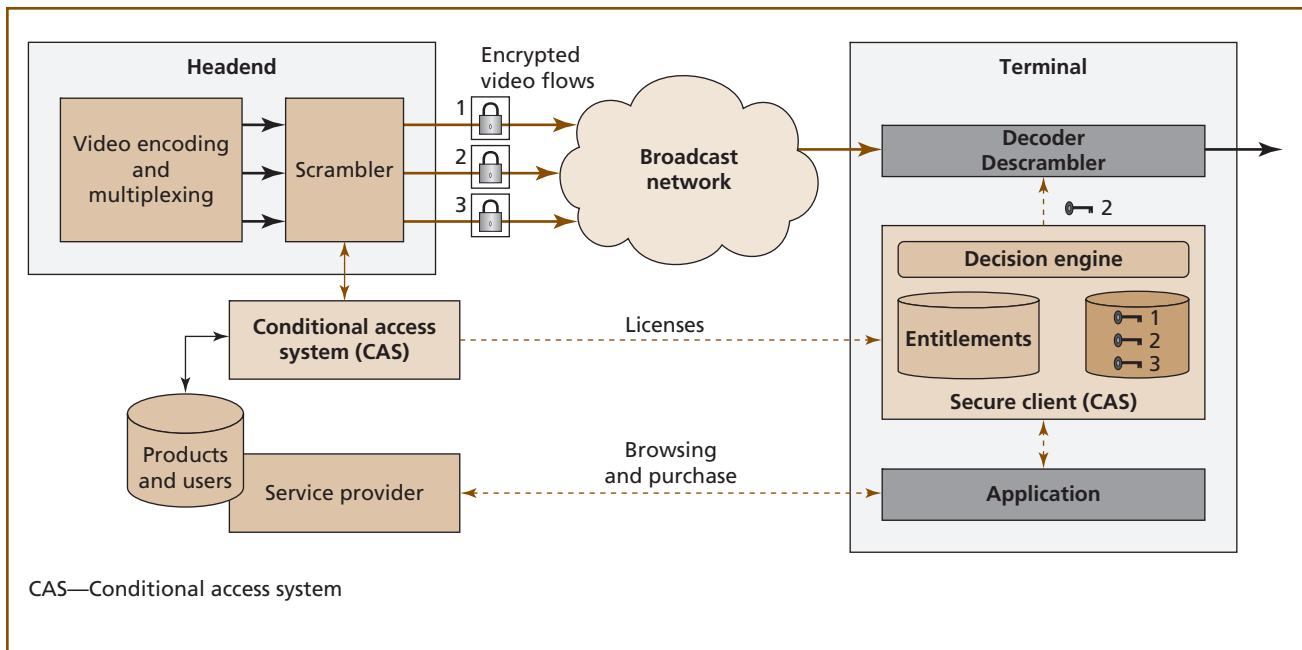 Headend
Video encoding
and
multiplexing
Scrambler
Encrypted
video flows
1
2
3
Broadcast
network
Terminal
Decoder
Descrambler
2
Decision engine
Entitlements
1
2
3
Secure client (CAS)
Conditional access
system (CAS)
Licenses
Products
and users
Service provider
Browsing
and purchase
Application
CAS—Conditional access system